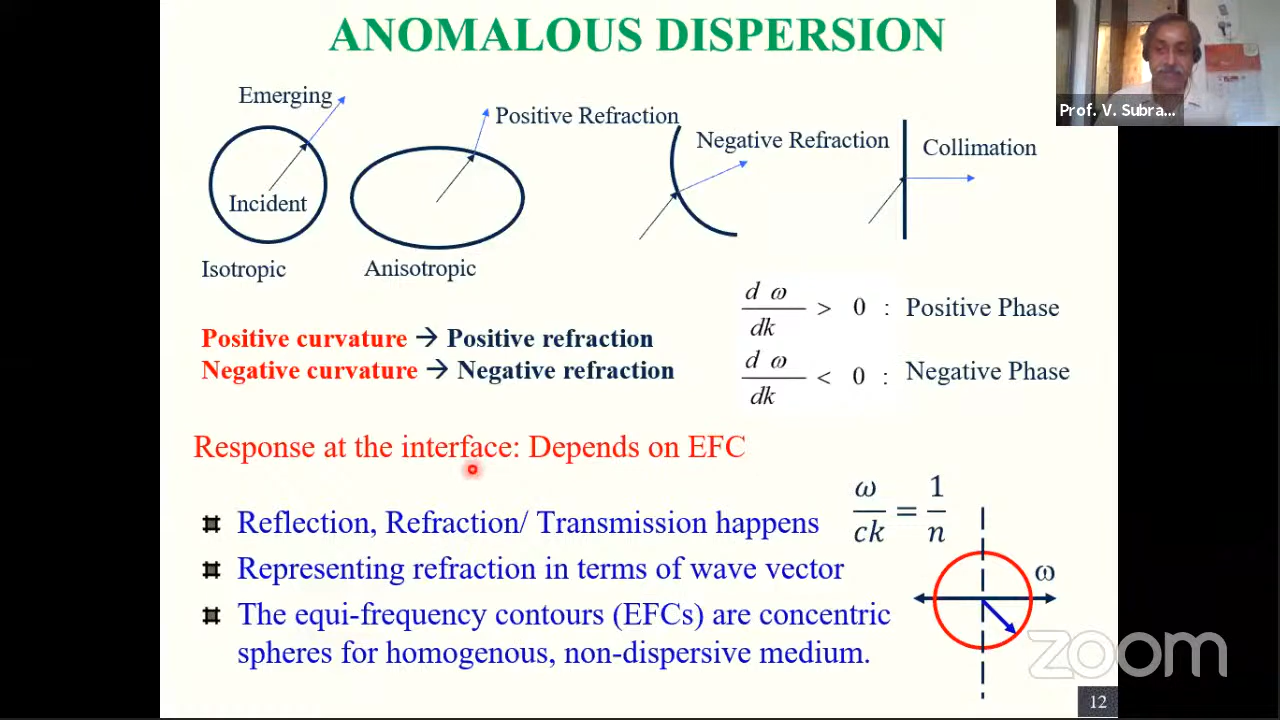 ANOMALOUS DISPERSION
Prof. V. Subra...
Emerging
Positive Refraction
Negative Refraction
Collimation
Incident
Isotropic
Anisotropic
d ω
dk
> 0 : Positive Phase
Positive curvature → Positive refraction
Negative curvature → Negative refraction
d ω
dk
< 0 : Negative Phase
Response at the interface: Depends on EFC
ω/ck = 1/n
Reflection, Refraction/ Transmission happens
Representing refraction in terms of wave vector
ω
The equi-frequency contours (EFCs) are concentric
spheres for homogenous, non-dispersive medium.
zoom
12